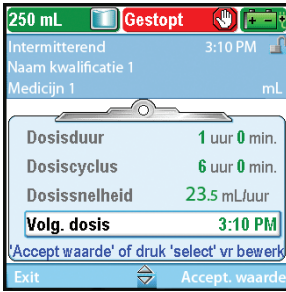 250 mL Gestopt
Intermitterend 3:10 PM
Naam kwalificatie 1
Medicijn 1 mL
Dosisduur 1 uur 0 min.
Dosiscyclus 6 uur 0 min.
Dosissnelheid 23.5 mL/uur
Volg. dosis 3:10 PM
'Accept waarde' of druk 'select' vr bewerk
Exit Accept. waarde